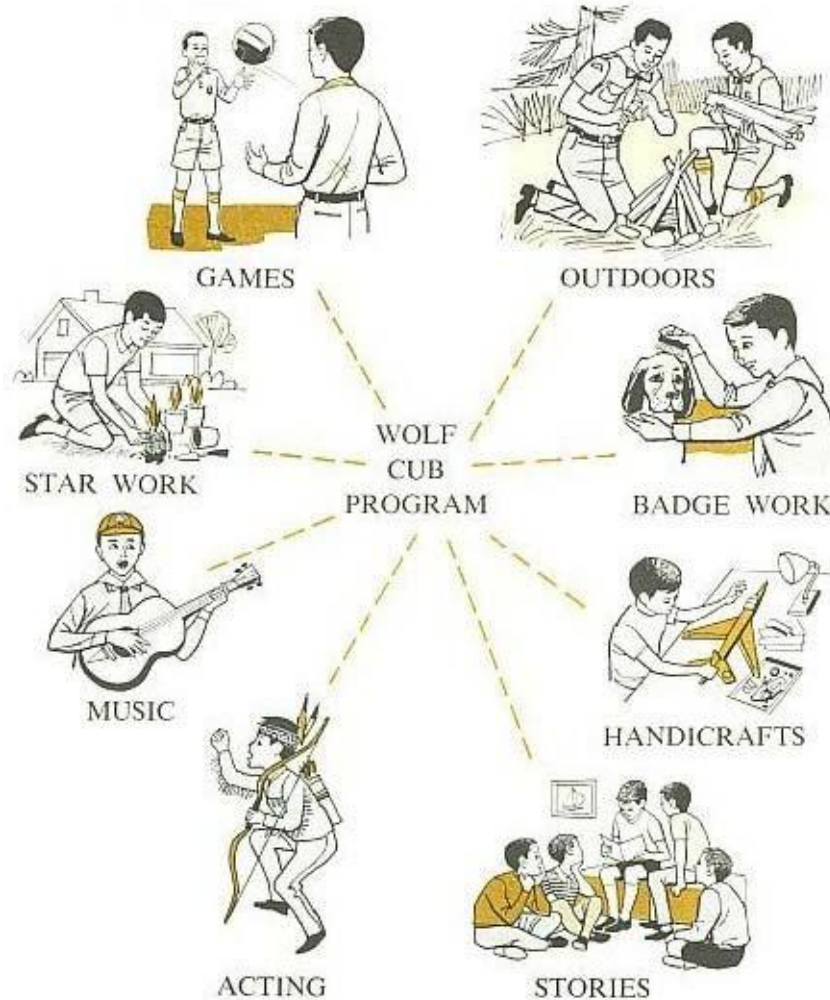 GAMES
OUTDOORS
WOLF
CUB
PROGRAM
STAR WORK
BADGE WORK
MUSIC
HANDICRAFTS
ACTING
STORIES